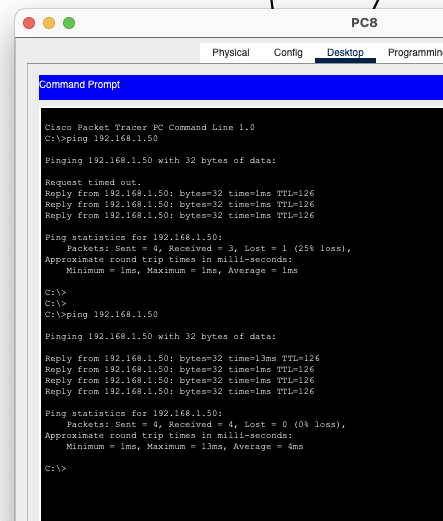 PC8
Physical Config Desktop Programmin
Command Prompt
Cisco Packet Tracer PC Command Line 1.0
C:\>ping 192.168.1.50
Pinging 192.168.1.50 with 32 bytes of data:
Request timed out.
Reply from 192.168.1.50: bytes=32 time=1ms TTL=126
Reply from 192.168.1.50: bytes=32 time=1ms TTL=126
Reply from 192.168.1.50: bytes=32 time=1ms TTL=126
Ping statistics for 192.168.1.50:
Packets: Sent = 4, Received = 3, Lost = 1 (25% loss),
Approximate round trip times in milli-seconds:
Minimum = 1ms, Maximum = 1ms, Average = 1ms
C:\>
C:\>
C:\>ping 192.168.1.50
Pinging 192.168.1.50 with 32 bytes of data:
Reply from 192.168.1.50: bytes=32 time=13ms TTL=126
Reply from 192.168.1.50: bytes=32 time=1ms TTL=126
Reply from 192.168.1.50: bytes=32 time=1ms TTL=126
Reply from 192.168.1.50: bytes=32 time=1ms TTL=126
Ping statistics for 192.168.1.50:
Packets: Sent = 4, Received = 4, Lost = 0 (0% loss),
Approximate round trip times in milli-seconds:
Minimum = 1ms, Maximum = 13ms, Average = 4ms
C:\>